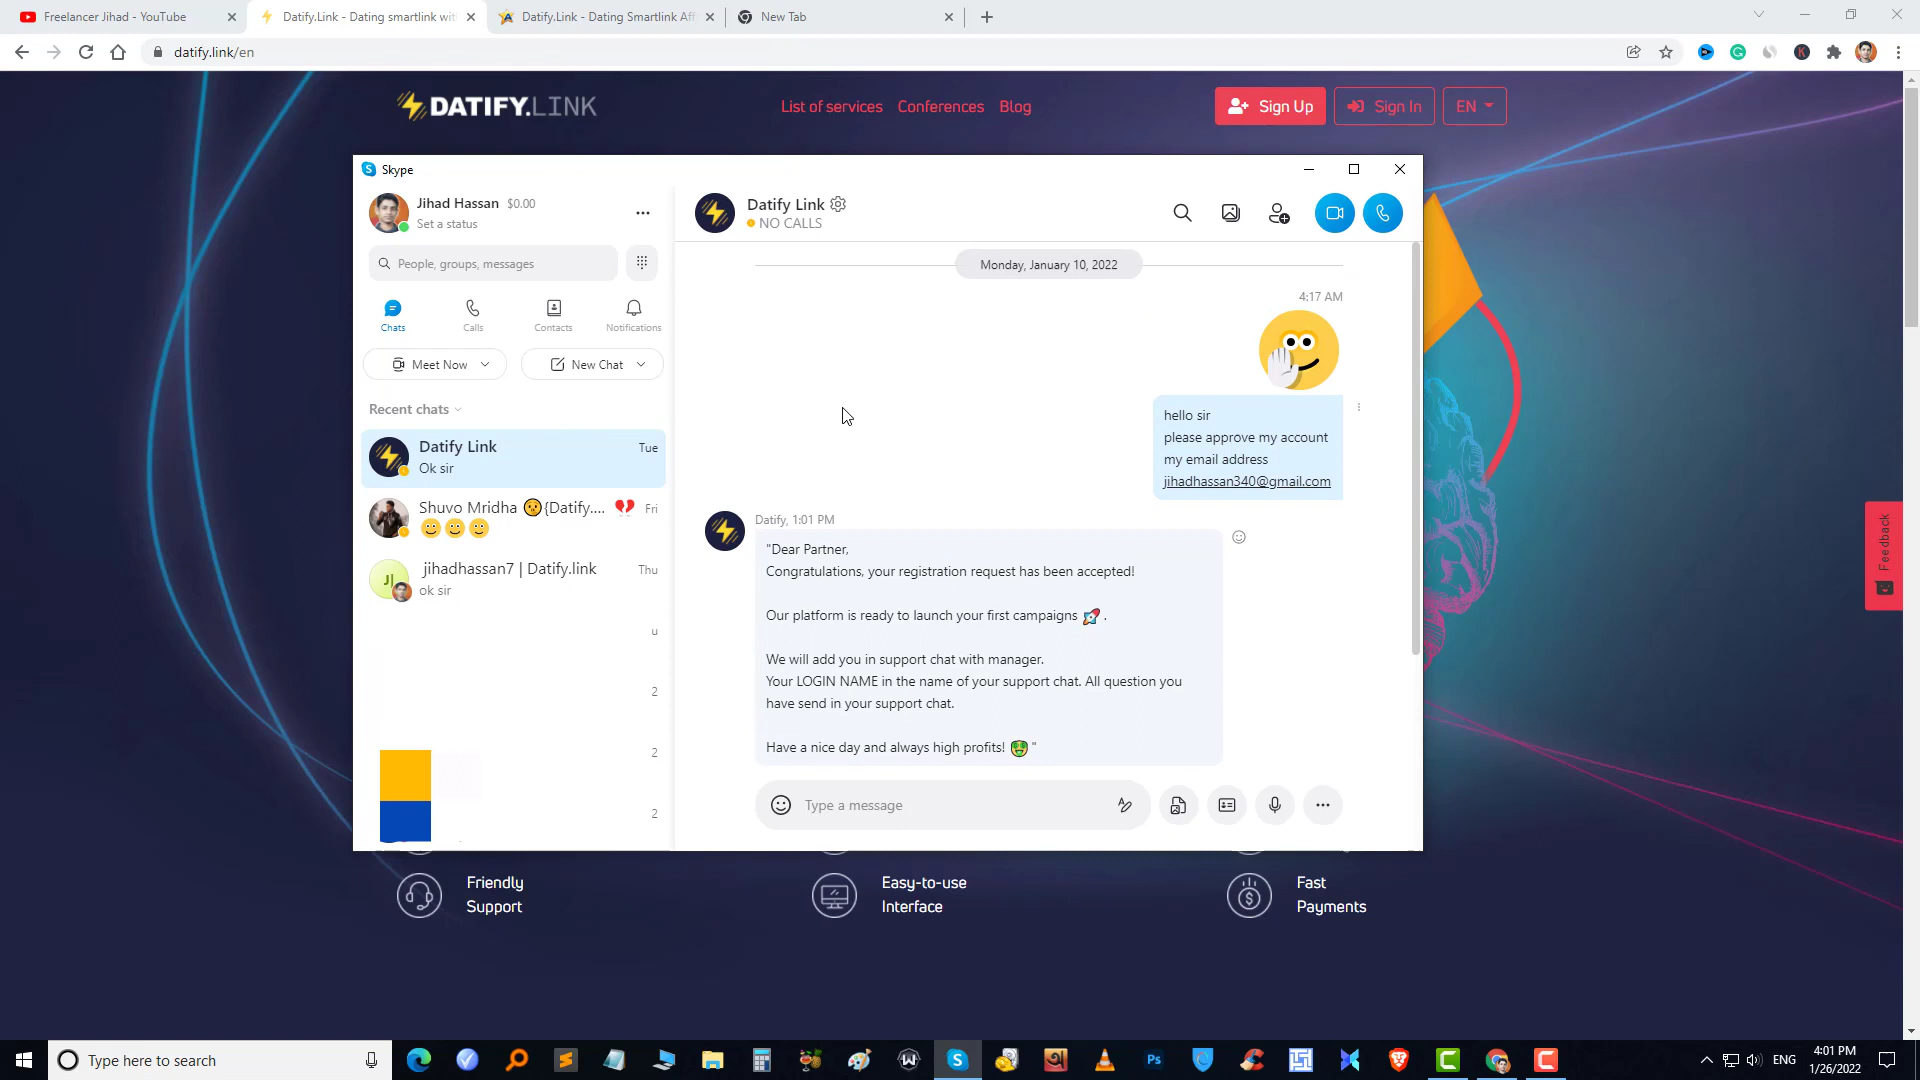 Freelancer Jihad - YouTube
Datify.Link - Dating smartlink wit
Datify.Link - Dating Smartlink Aff
New Tab
datify.link/en
DATIFY.LINK
List of services
Conferences
Blog
Sign Up
Sign In
EN
Skype
Jihad Hassan $0.00
Set a status
People, groups, messages
Chats
Calls
Contacts
Notifications
Meet Now
New Chat
Recent chats
Datify Link
Tue
Ok sir
Shuvo Mridha {Datify....
Fri
jihadhassan7 | Datify.link
Thu
ok sir
u
2
2
2
Datify Link
NO CALLS
Monday, January 10, 2022
4:17 AM
hello sir
please approve my account
my email address
jihadhassan340@gmail.com
Datify, 1:01 PM
"Dear Partner,
Congratulations, your registration request has been accepted!
Our platform is ready to launch your first campaigns 🚀 .
We will add you in support chat with manager.
Your LOGIN NAME in the name of your support chat. All question you
have send in your support chat.
Have a nice day and always high profits! 🤑 "
Type a message
Feedback
Friendly
Support
Easy-to-use
Interface
Fast
Payments
Type here to search
ENG
4:01 PM
1/26/2022